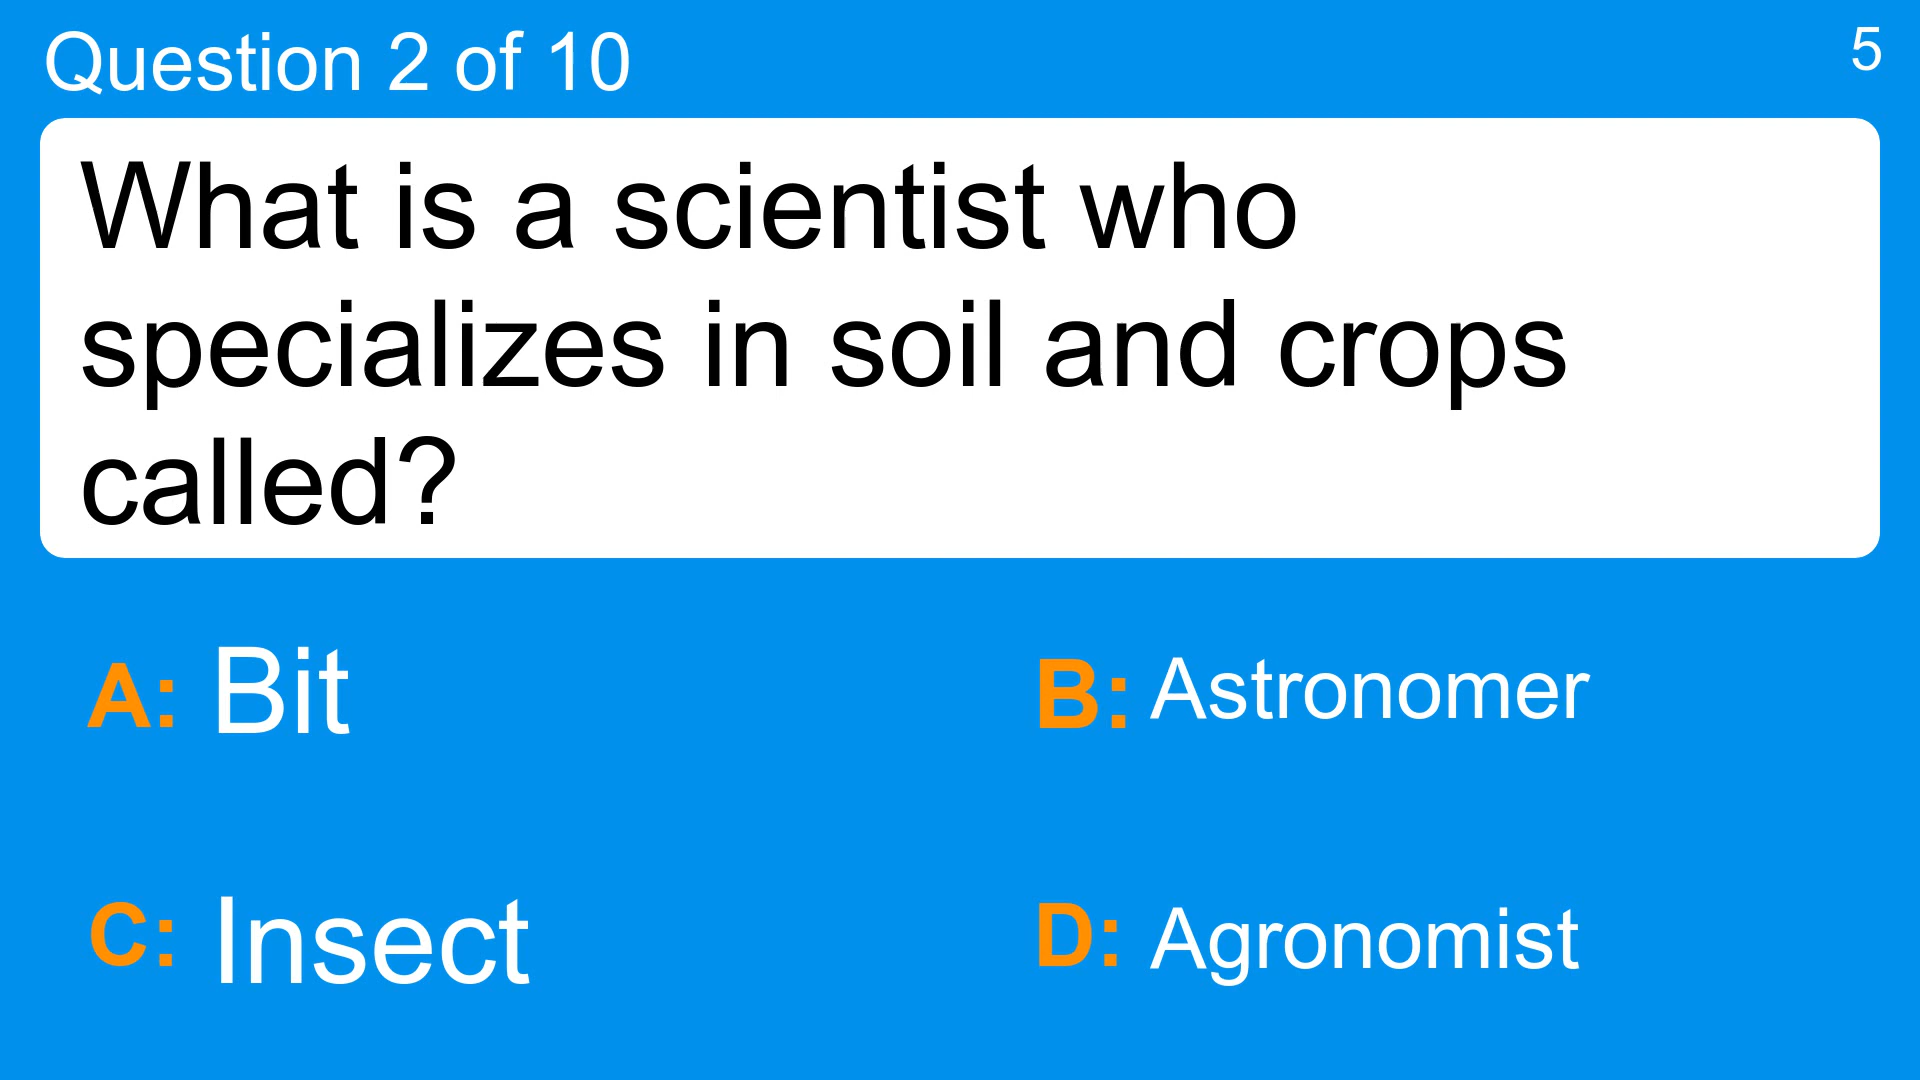 Question 2 of 10
5
What is a scientist who
specializes in soil and crops
called?
A: Bit
B: Astronomer
C: Insect
D: Agronomist